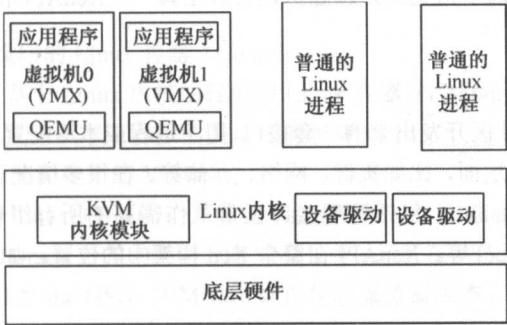 应用程序
虚拟机0
(VMX)
QEMU
应用程序
虚拟机1
(VMX)
QEMU
普通的
Linux
进程
普通的
Linux
进程
KVM
内核模块
Linux内核
设备驱动
设备驱动
底层硬件